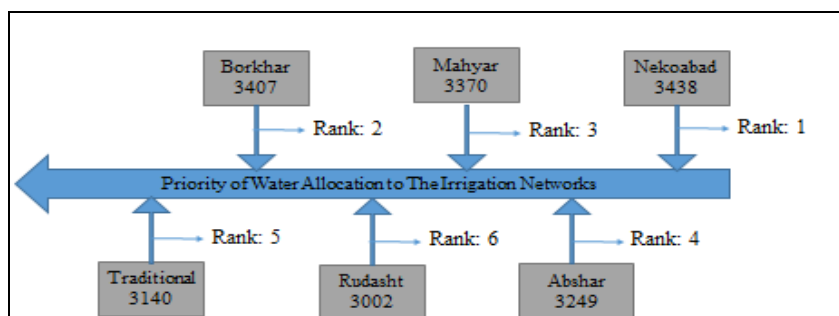 Borkhar
3407
Mahyar
3370
Nekoabad
3438
Rank: 2
Rank: 3
Rank: 1
Priority of Water Allocation to The Irrigation Networks
Rank: 5
Rank: 6
Rank: 4
Traditional
3140
Rudasht
3002
Abshar
3249